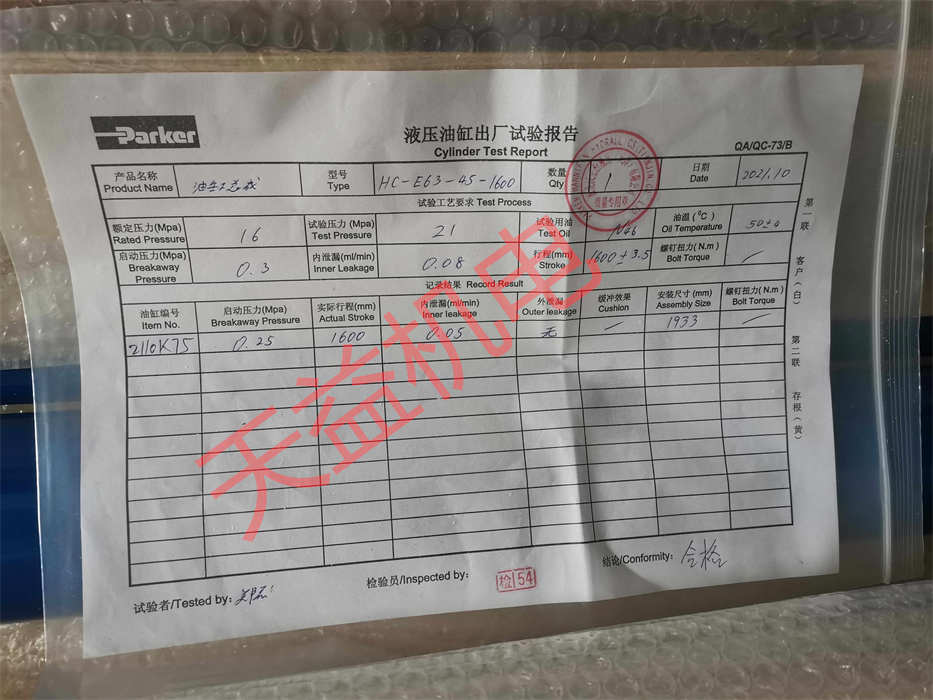 Parker
液压油缸出厂试验报告
Cylinder Test Report
QA/QC-73/B
产品名称 Product Name 油缸总成 型号 Type HC-E63-45-1600 数量 Qty 1 日期 Date 2021.10
试验工艺要求 Test Process
额定压力(Mpa) Rated Pressure 16 试验压力 (Mpa) Test Pressure 21 试验用油 Test Oil N46 油温 (°C) Oil Temperature 50±4
启动压力(Mpa) Breakaway Pressure 0.3 内泄漏(ml/min) Inner Leakage 0.08 行程(mm) Stroke 1600±3.5 螺钉扭力(N.m) Bolt Torque /
记录结果 Record Result
油缸编号 Item No. 启动压力(Mpa) Breakaway Pressure 实际行程(mm) Actual Stroke 内泄漏(ml/min) Inner leakage 外泄漏 Outer leakage 缓冲效果 Cushion 安装尺寸 (mm) Assembly Size 螺钉扭力( N.m) Bolt Torque
2110K75 0.25 1600 0.05 无 / 1933 /
第一联 客户(白) 第二联 存根(黄)
试验者/Tested by:
检验员/Inspected by: 检 54
结论/Conformity: 合检
天益机电